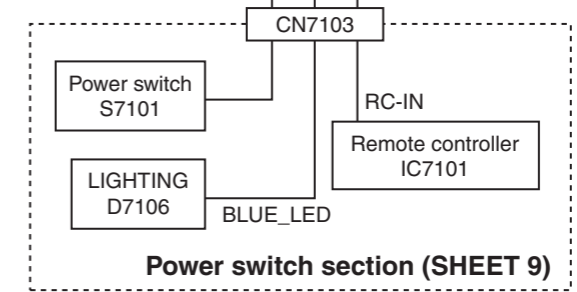 CN7103
Power switch
S7101
RC-IN
Remote controller
IC7101
LIGHTING
D7106
BLUE_LED
Power switch section (SHEET 9)